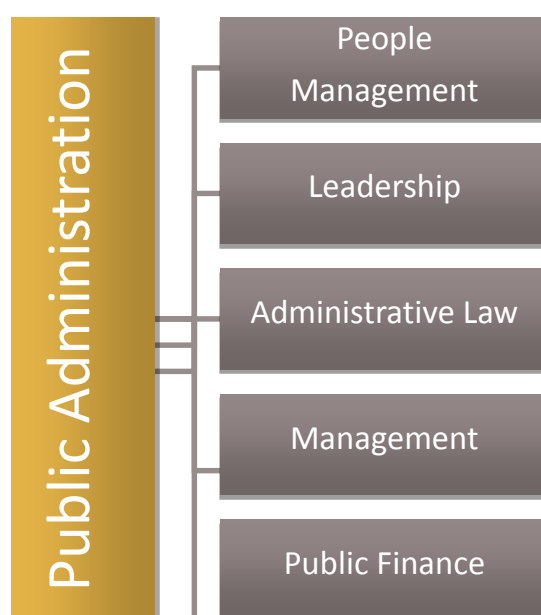 Public Administration
People
Management
Leadership
Administrative Law
Management
Public Finance